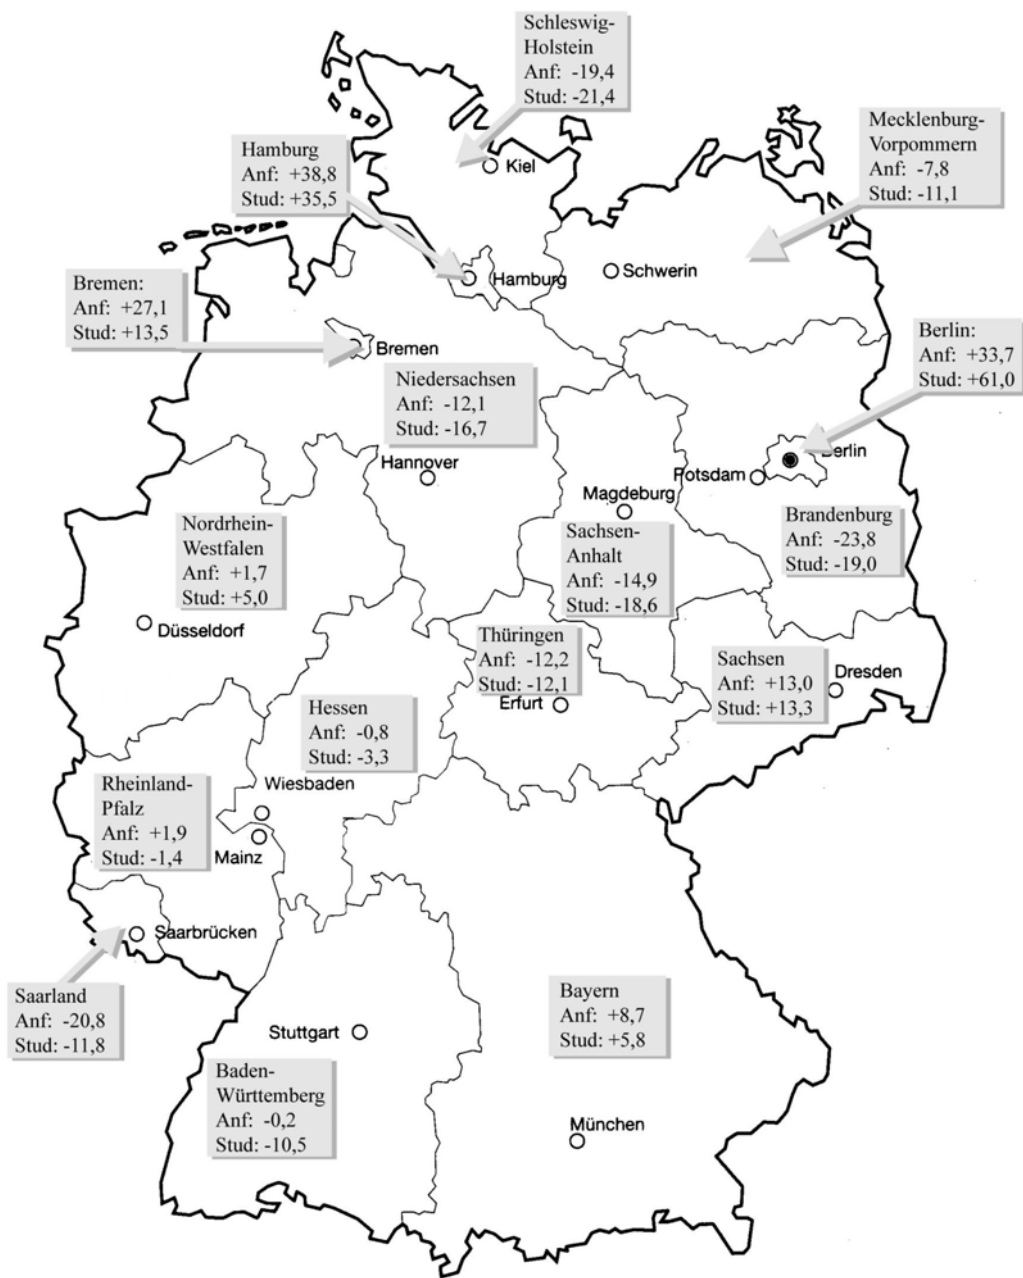 Schleswig-
Holstein
Anf: -19,4
Stud: -21,4
Mecklenburg-
Vorpommern
Anf: -7,8
Stud: -11,1
Hamburg
Anf: +38,8
Stud: +35,5
Kiel
Schwerin
Hamburg
Bremen:
Anf: +27,1
Stud: +13,5
Bremen
Berlin:
Anf: +33,7
Stud: +61,0
Niedersachsen
Anf: -12,1
Stud: -16,7
Hannover
Berlin
Potsdam
Magdeburg
Brandenburg
Anf: -23,8
Stud: -19,0
Nordrhein-
Westfalen
Anf: +1,7
Stud: +5,0
Sachsen-
Anhalt
Anf: -14,9
Stud: -18,6
Düsseldorf
Thüringen
Anf: -12,2
Stud: -12,1
Erfurt
Sachsen
Anf: +13,0
Stud: +13,3
Dresden
Hessen
Anf: -0,8
Stud: -3,3
Wiesbaden
Rheinland-
Pfalz
Anf: +1,9
Stud: -1,4
Mainz
Saarbrücken
Saarland
Anf: -20,8
Stud: -11,8
Bayern
Anf: +8,7
Stud: +5,8
Stuttgart
Baden-
Württemberg
Anf: -0,2
Stud: -10,5
München